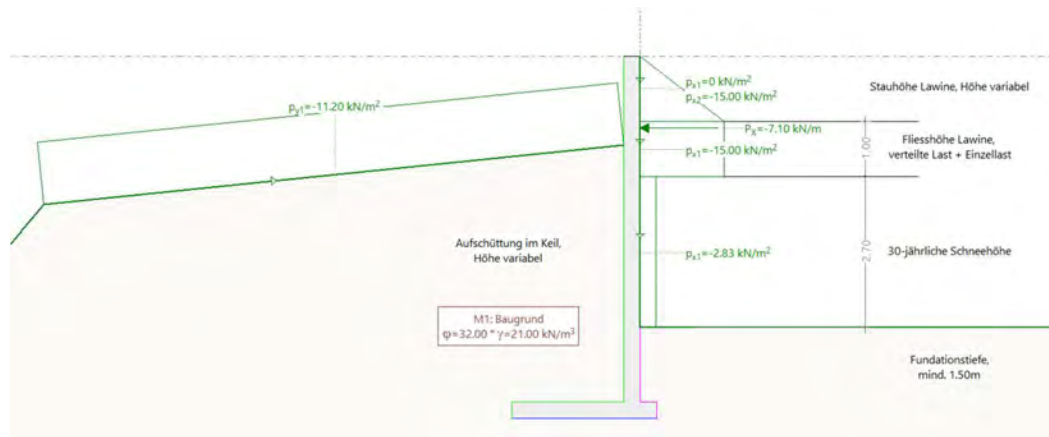 pₓ₁=0 kN/m²
Stauhöhe Lawine, Höhe variabel
pₓ₂=-15.00 kN/m²
p_y1=-11.20 kN/m²
P_X=-7.10 kN/m
Fliesshöhe Lawine,
verteilte Last + Einzellast
1.00
pₓ₁=-15.00 kN/m²
Aufschüttung im Keil,
Höhe variabel
pₓ₁=-2.83 kN/m²
2.70
30-jährliche Schneehöhe
M1: Baugrund
φ=32.00 ° γ=21.00 kN/m³
Fundationstiefe,
mind. 1.50m